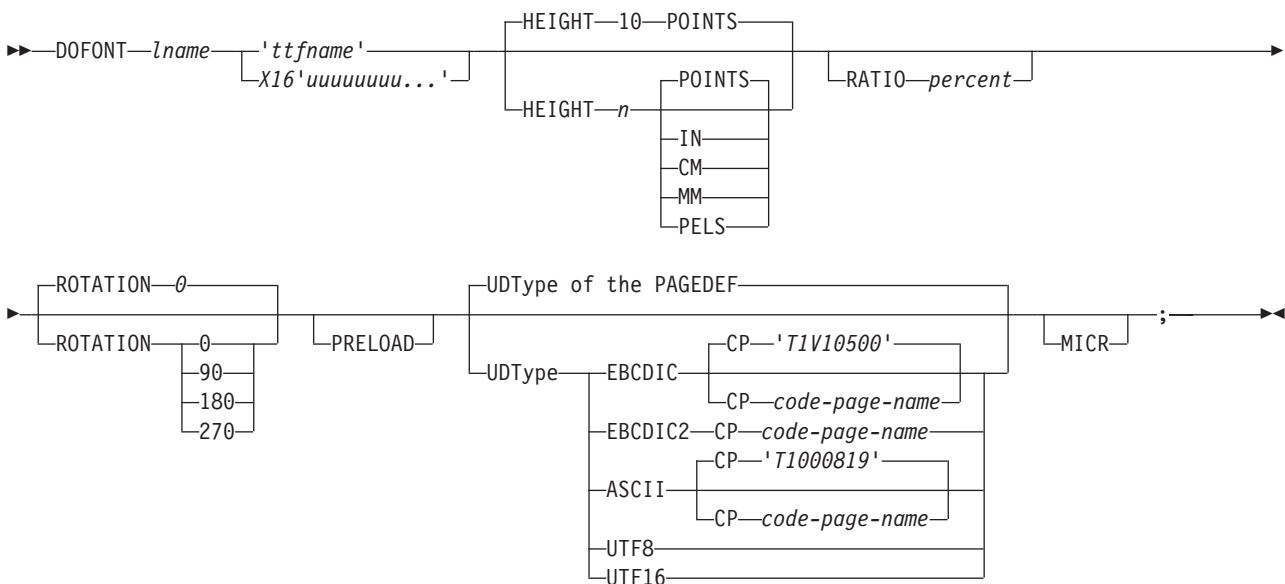 HEIGHT 10 POINTS
DOFONT lname 'ttfname'
X16'uuuuuuuu...' POINTS RATIO percent
HEIGHT n
IN
CM
MM
PELS
ROTATION 0 UDType of the PAGEDEF
;
ROTATION 0 PRELOAD CP 'T1V10500' MICR
90 UDType EBCDIC
180 CP code-page-name
270 EBCDIC2 CP code-page-name
CP 'T1000819'
ASCII
CP code-page-name
UTF8
UTF16